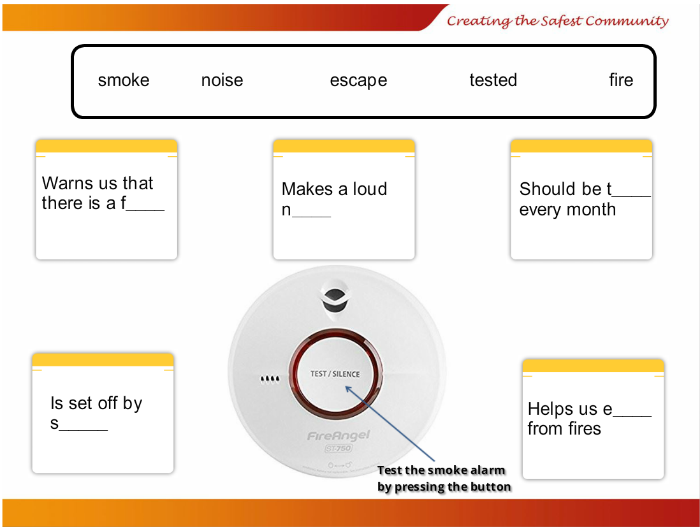 Creating the Safest Community
smoke noise escape tested fire
Warns us that
there is a f____
Makes a loud
n____
Should be t____
every month
Is set off by
s_____
TEST / SILENCE
FireAngel
Helps us e____
from fires
Test the smoke alarm
by pressing the button